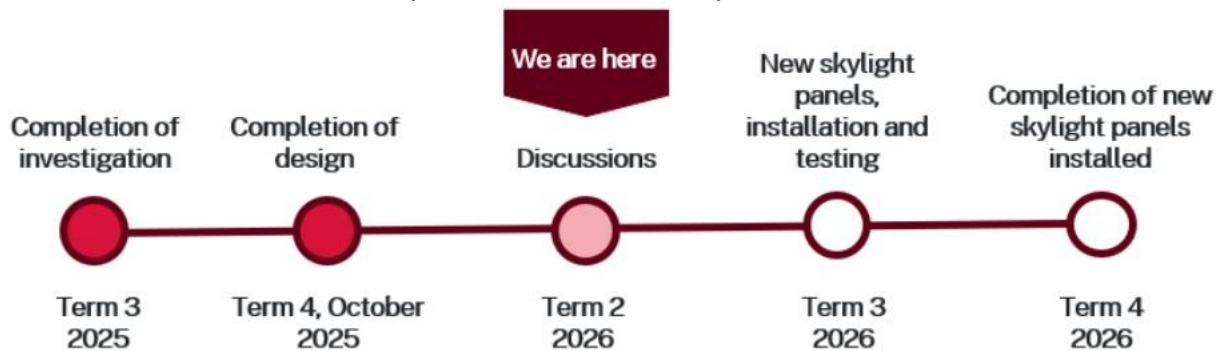 We are here
Completion of
investigation
Completion of
design
Discussions
New skylight
panels,
installation and
testing
Completion of new
skylight panels
installed
Term 3
2025
Term 4, October
2025
Term 2
2026
Term 3
2026
Term 4
2026